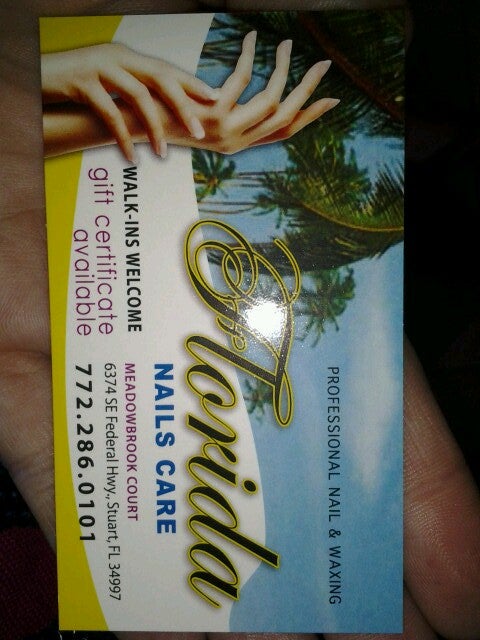 PROFESSIONAL NAIL & WAXING
Florida
NAILS CARE
WALK-INS WELCOME
gift certificate
available
MEADOWBROOK COURT
6374 SE Federal Hwy., Stuart, FL 34997
772.286.0101